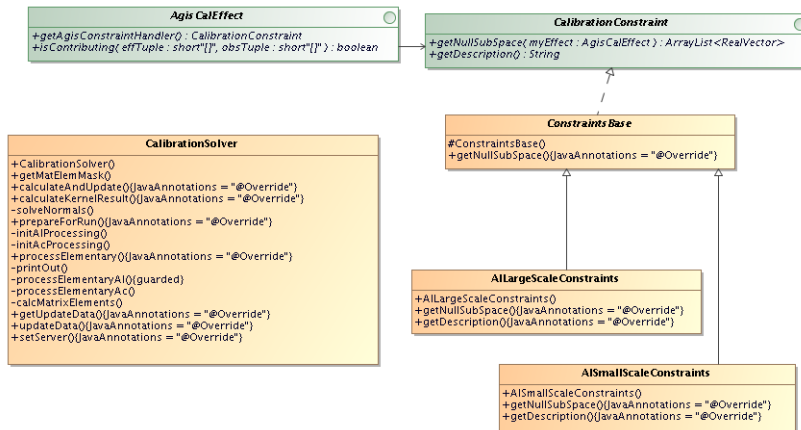 AgisCalEffect
+getAgisConstraintHandler() : CalibrationConstraint
+isContributing( effTuple : short"[]", obsTuple : short"[]" ) : boolean
CalibrationConstraint
+getNullSubSpace( myEffect : AgisCalEffect ) : ArrayList<RealVector>
+getDescription() : String
ConstraintsBase
#ConstraintsBase()
+getNullSubSpace(){JavaAnnotations = "@Override"}
CalibrationSolver
+CalibrationSolver()
+getMatElemMask()
+calculateAndUpdate(){JavaAnnotations = "@Override"}
+calculateKernelResult(){JavaAnnotations = "@Override"}
-solveNormals()
+prepareForRun(){JavaAnnotations = "@Override"}
-initAlProcessing()
-initAcProcessing()
+processElementary(){JavaAnnotations = "@Override"}
-printOut()
-processElementaryAl(){guarded}
-processElementaryAc()
-calcMatrixElements()
+getUpdateData(){JavaAnnotations = "@Override"}
+updateData(){JavaAnnotations = "@Override"}
+setServer(){JavaAnnotations = "@Override"}
AlLargeScaleConstraints
+AlLargeScaleConstraints()
+getNullSubSpace(){JavaAnnotations = "@Override"}
+getDescription(){JavaAnnotations = "@Override"}
AlSmallScaleConstraints
+AlSmallScaleConstraints()
+getNullSubSpace(){JavaAnnotations = "@Override"}
+getDescription(){JavaAnnotations = "@Override"}